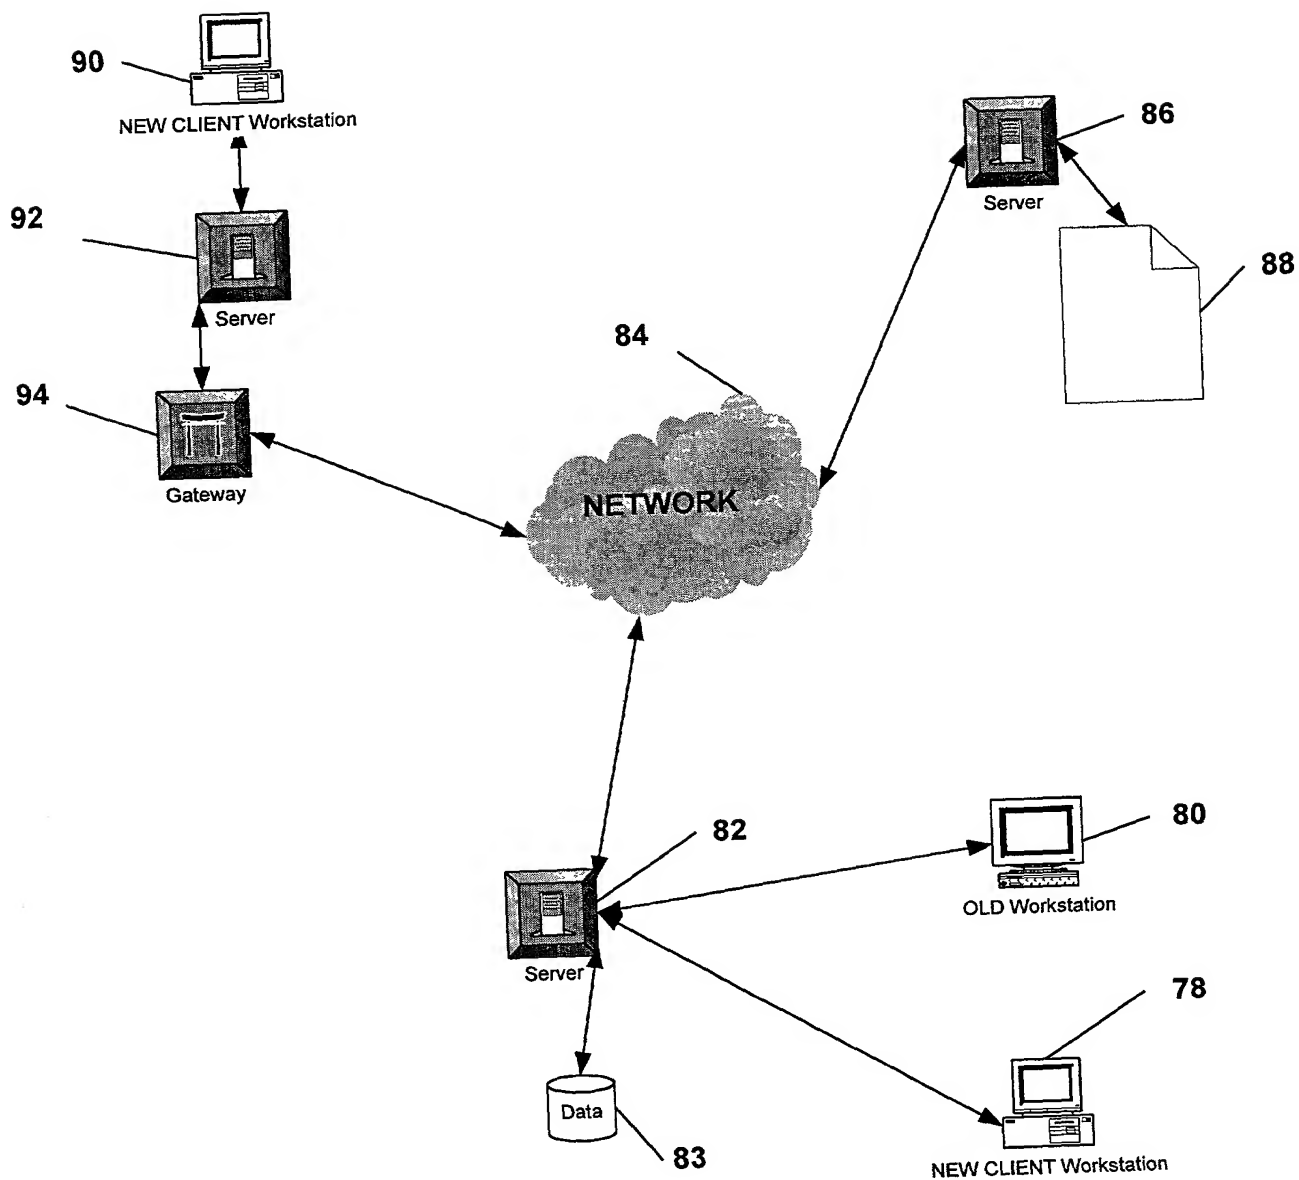 90
NEW CLIENT Workstation
86
Server
92
Server
88
84
94
Gateway
NETWORK
82
80
OLD Workstation
Server
78
Data
83
NEW CLIENT Workstation